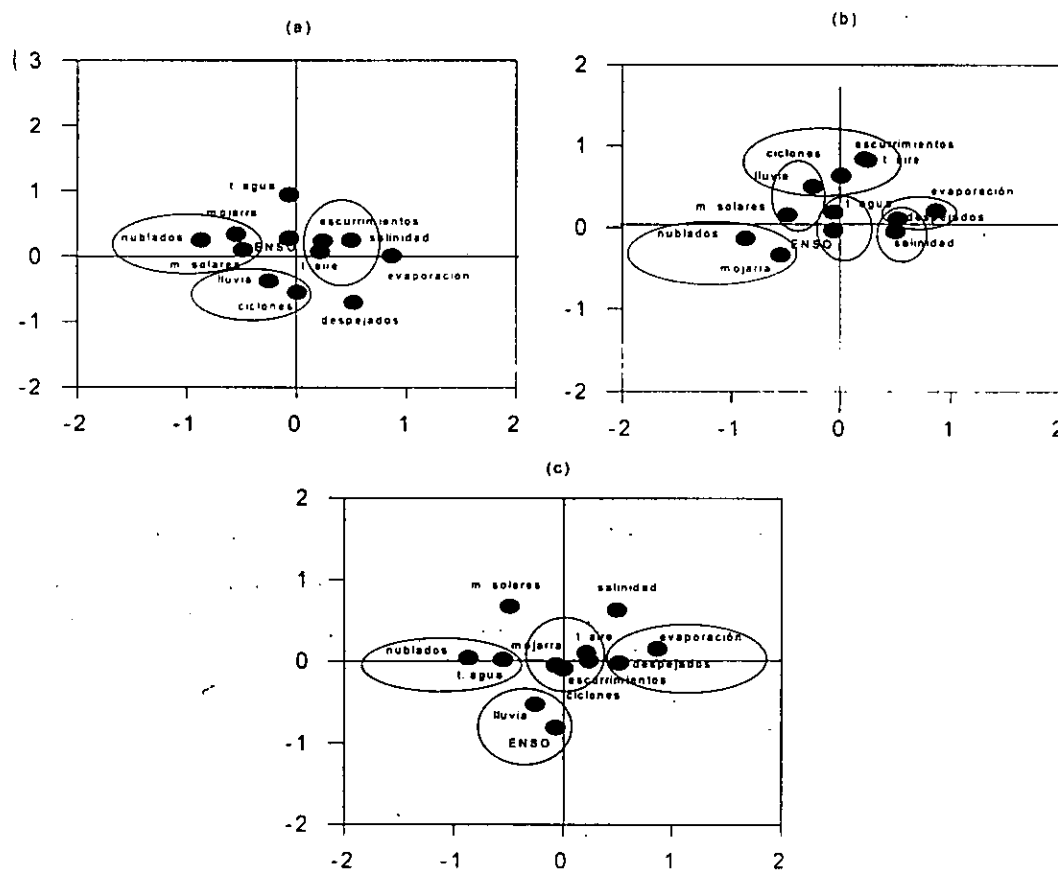 (a)
3
2
1
0
-1
-2
-2
-1
0
1
2
t. agua
mojarra
escurrimientos
nublados
ENSO
salinidad
m solares
t aire
lluvia
evaporación
ciclones
despejados
(b)
2
1
0
-1
-2
-2
-1
0
1
2
escurrimientos
ciclones
t aire
lluvia
evaporación
m solares
t agua
despejados
nublados
ENSO
salinidad
mojarra
(c)
2
1
0
-1
-2
-2
-1
0
1
2
m solares
salinidad
t aire
mojarra
evaporación
nublados
despejados
t. agua
escurrimientos
ciclones
lluvia
ENSO